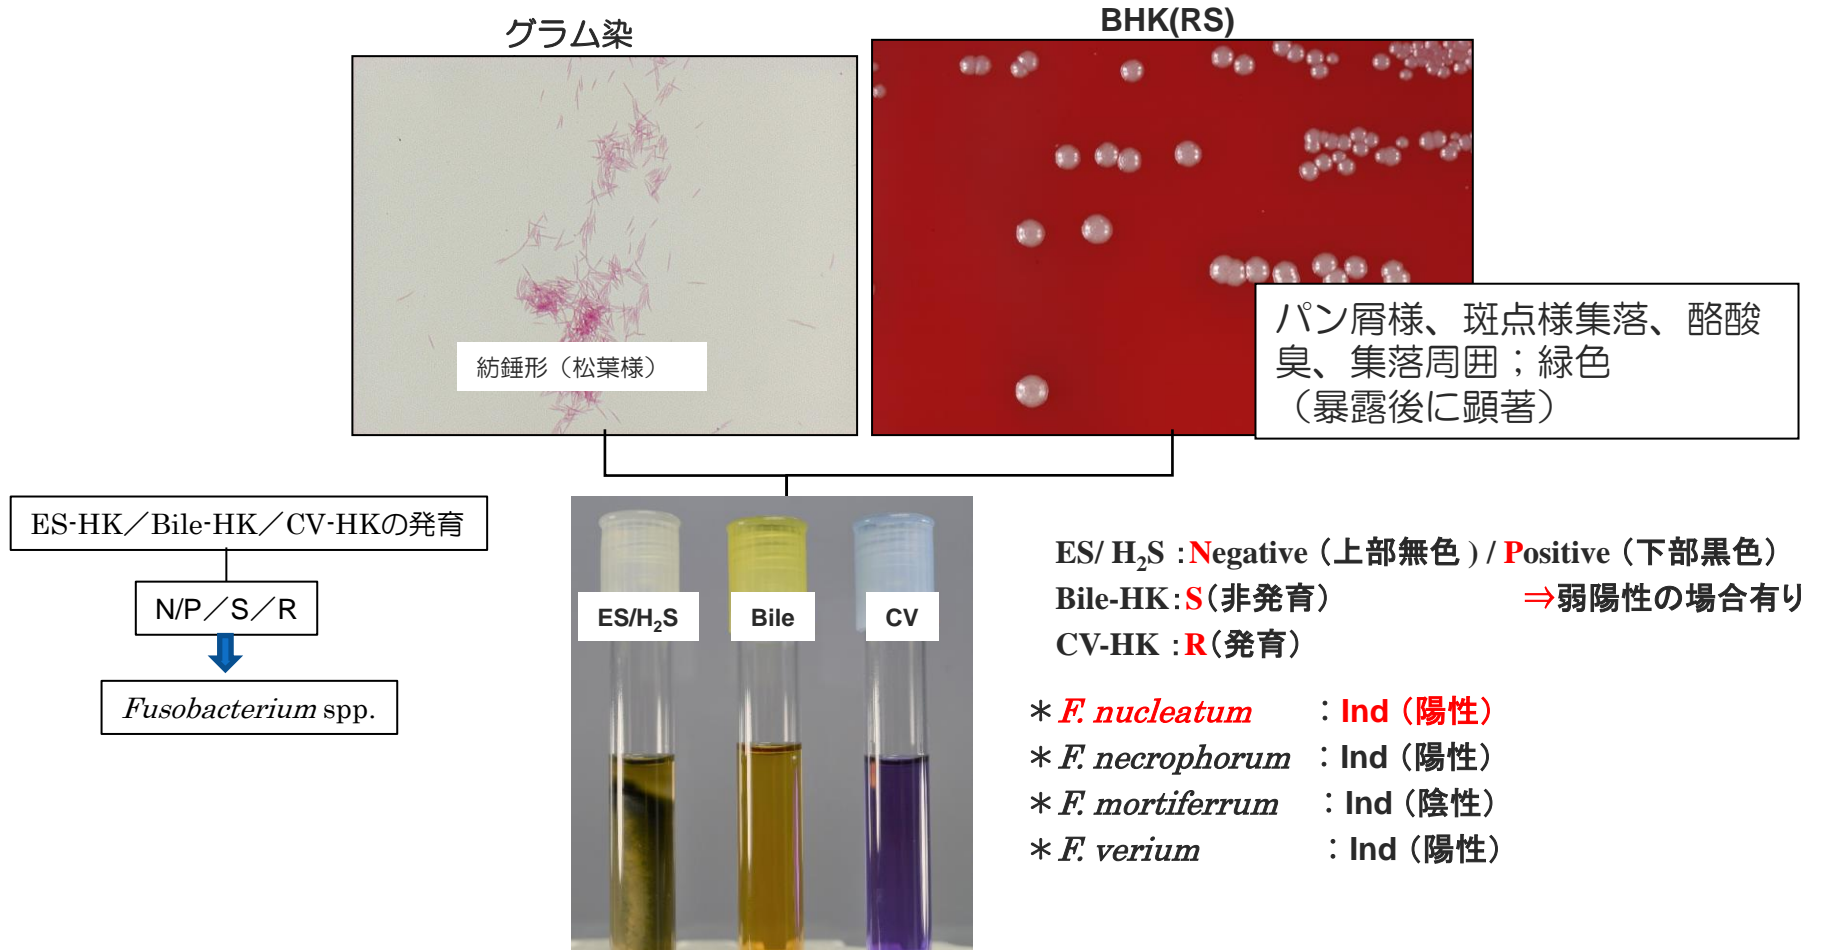 グラム染
BHK(RS)
紡錘形（松葉様）
パン屑様、斑点様集落、酪酸
臭、集落周囲；緑色
（暴露後に顕著）
ES-HK／Bile-HK／CV-HKの発育
N/P／S／R
Fusobacterium spp.
ES/H₂S
Bile
CV
ES/ H₂S：Negative（上部無色 ) / Positive（下部黒色）
Bile-HK：S（非発育） ⇒弱陽性の場合有り
CV-HK：R（発育）
＊F. nucleatum ：Ind（陽性）
＊F. necrophorum ：Ind（陽性）
＊F. mortiferrum ：Ind（陰性）
＊F. verium ：Ind（陽性）